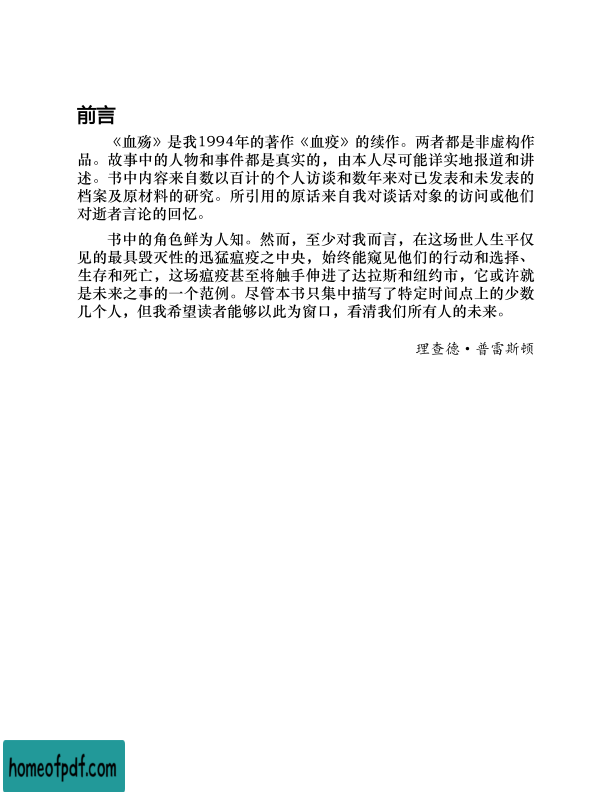 前言
《血殇》是我1994年的著作《血疫》的续作。两者都是非虚构作
品。故事中的人物和事件都是真实的，由本人尽可能详实地报道和讲
述。书中内容来自数以百计的个人访谈和数年来对已发表和未发表的
档案及原材料的研究。所引用的原话来自我对谈话对象的访问或他们
对逝者言论的回忆。
书中的角色鲜为人知。然而，至少对我而言，在这场世人生平仅
见的最具毁灭性的迅猛瘟疫之中央，始终能窥见他们的行动和选择、
生存和死亡，这场瘟疫甚至将触手伸进了达拉斯和纽约市，它或许就
是未来之事的一个范例。尽管本书只集中描写了特定时间点上的少数
几个人，但我希望读者能够以此为窗口，看清我们所有人的未来。
理查德·普雷斯顿
homeofpdf.com